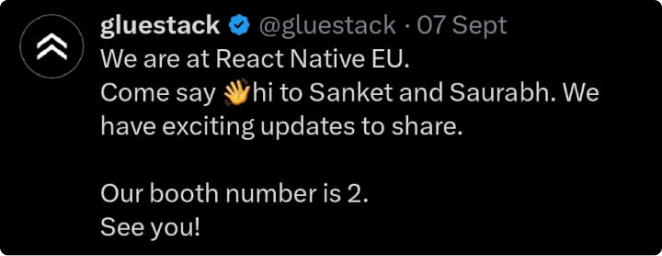 gluestack @gluestack · 07 Sept
We are at React Native EU.
Come say 👋hi to Sanket and Saurabh. We
have exciting updates to share.
Our booth number is 2.
See you!